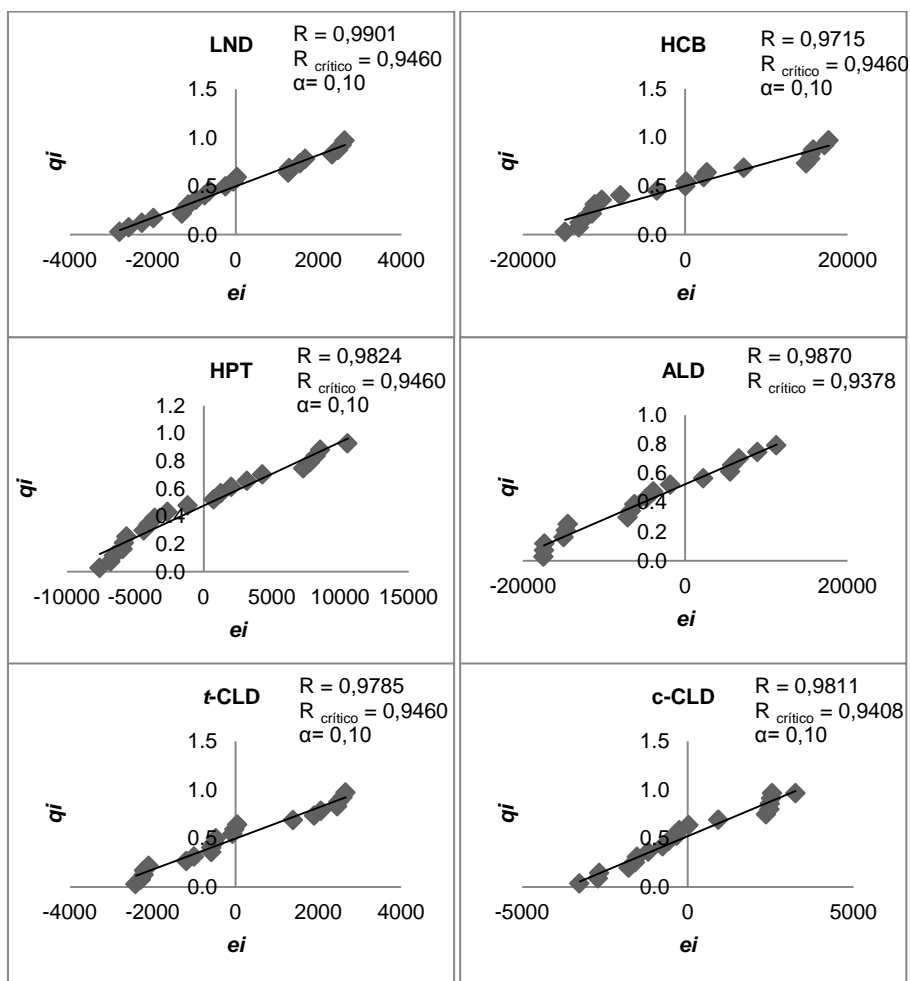 LND
R = 0,9901
R crítico = 0,9460
α= 0,10
1.5
1.0
0.5
0.0
qi
-4000 -2000 0 2000 4000
ei
HCB
R = 0,9715
R crítico = 0,9460
α= 0,10
1.5
1.0
0.5
0.0
qi
-20000 0 20000
ei
HPT
R = 0,9824
R crítico = 0,9460
α= 0,10
1.2
1.0
0.8
0.6
0.4
0.2
0.0
qi
-10000 -5000 0 5000 10000 15000
ei
ALD
R = 0,9870
R crítico = 0,9378
1.0
0.8
0.6
0.4
0.2
0.0
qi
-20000 0 20000
ei
t-CLD
R = 0,9785
R crítico = 0,9460
α= 0,10
1.5
1.0
0.5
0.0
qi
-4000 -2000 0 2000 4000
ei
c-CLD
R = 0,9811
R crítico = 0,9408
α= 0,10
1.5
1.0
0.5
0.0
qi
-5000 0 5000
ei